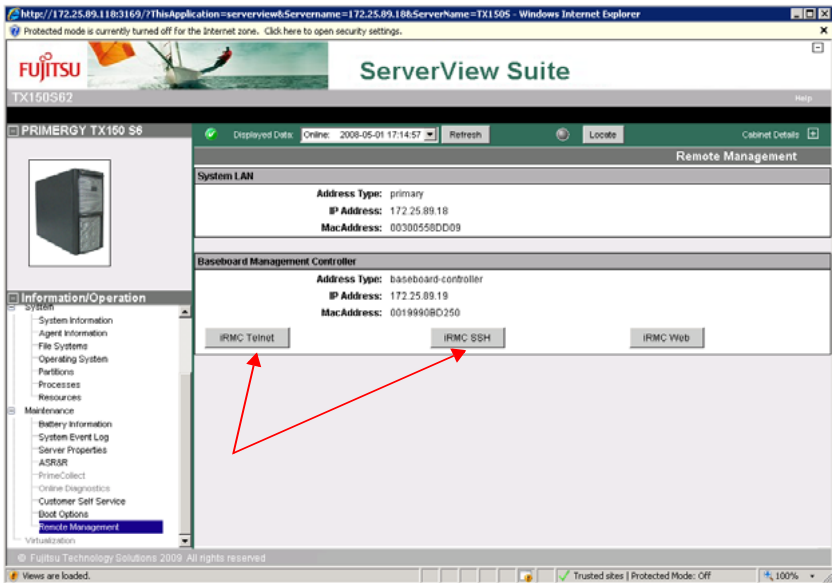 http://172.25.89.118:3169/?ThisApplication=serverview&Servername=172.25.89.18&ServerName=TX150S - Windows Internet Explorer
Protected mode is currently turned off for the Internet zone. Click here to open security settings.
FUJITSU
ServerView Suite
TX150S62
Help
PRIMERGY TX150 S6
Displayed Data: Online: 2008-05-01 17:14:57 Refresh Locate Cabinet Details
Remote Management
System LAN
Address Type: primary
IP Address: 172.25.89.18
MacAddress: 00300558DD09
Baseboard Management Controller
Address Type: baseboard-controller
IP Address: 172.25.89.19
MacAddress: 0019990BD250
iRMC Telnet iRMC SSH iRMC Web
Information/Operation
System
System Information
Agent Information
File Systems
Operating System
Partitions
Processes
Resources
Maintenance
Battery Information
System Event Log
Server Properties
ASR&R
PrimeCollect
Online Diagnostics
Customer Self Service
Boot Options
Remote Management
Virtualization
© Fujitsu Technology Solutions 2009 All rights reserved
Views are loaded.
Trusted sites | Protected Mode: Off
100%